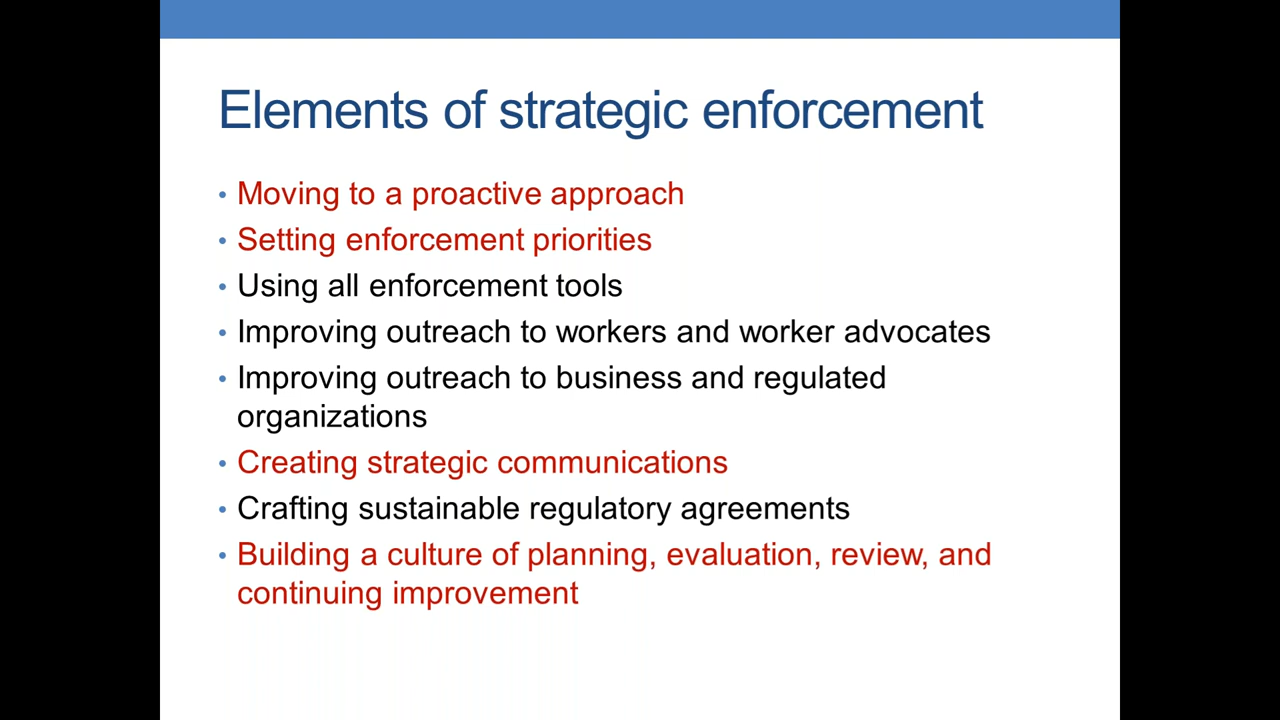 Elements of strategic enforcement
• Moving to a proactive approach
• Setting enforcement priorities
• Using all enforcement tools
• Improving outreach to workers and worker advocates
• Improving outreach to business and regulated
organizations
• Creating strategic communications
• Crafting sustainable regulatory agreements
• Building a culture of planning, evaluation, review, and
continuing improvement